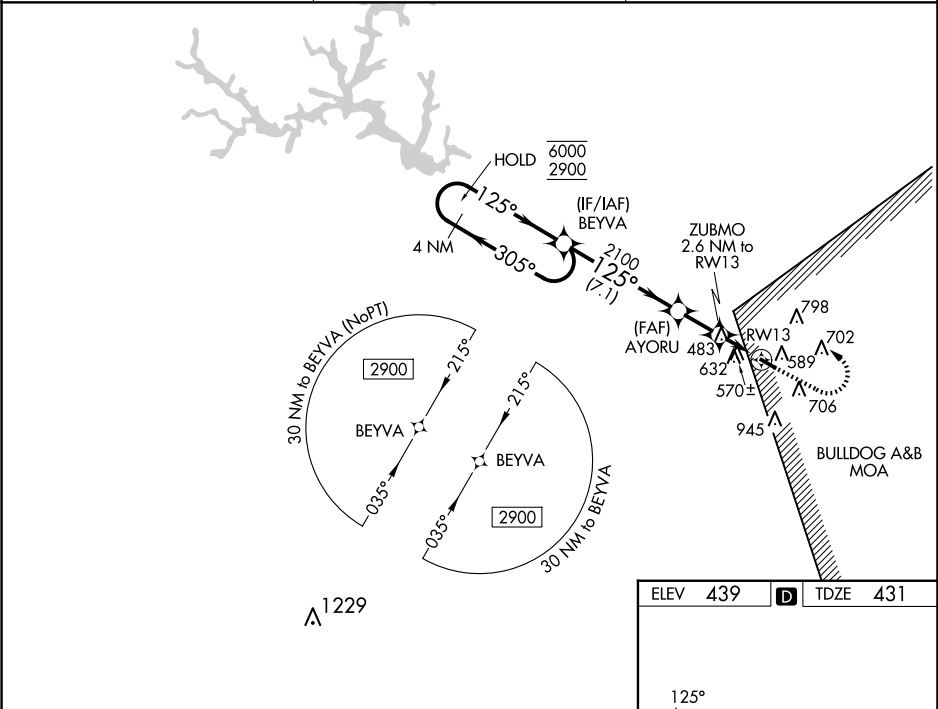 HOLD
6000
2900
125°
(IF/IAF)
BEYVA
4 NM
305°
2100
125°
(7.1)
ZUBMO
2.6 NM to
RW13
(FAF)
AYORU
RW13
483
632
570±
798
702
589
706
945
BULLDOG A&B
MOA
30 NM to BEYVA (NoPT)
2900
215°
BEYVA
035°
215°
BEYVA
2900
035°
30 NM to BEYVA
1229
ELEV 439 D TDZE 431
125°